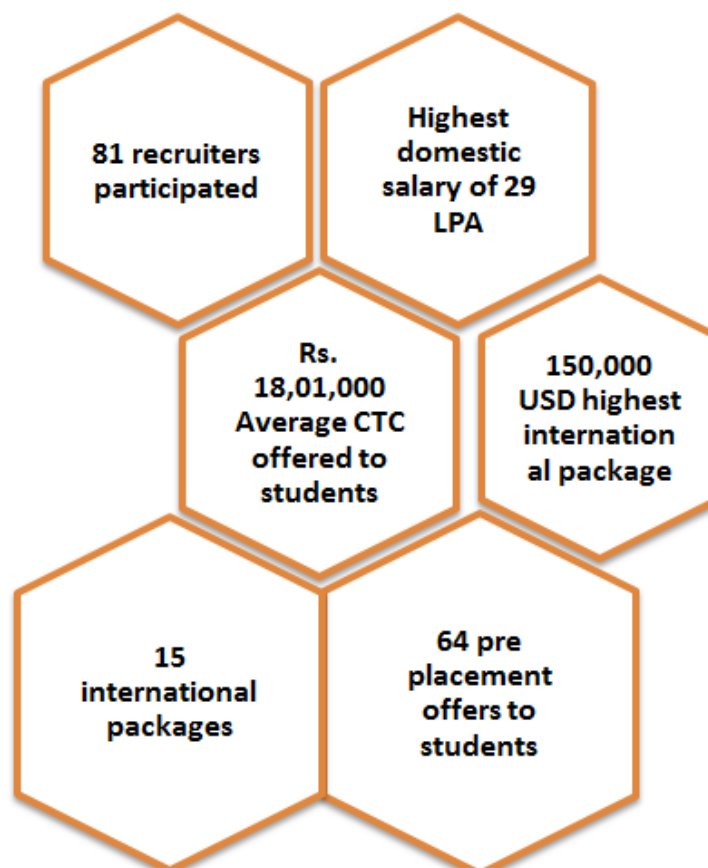 81 recruiters
participated
Highest
domestic
salary of 29
LPA
Rs.
18,01,000
Average CTC
offered to
students
150,000
USD highest
internation
al package
15
international
packages
64 pre
placement
offers to
students